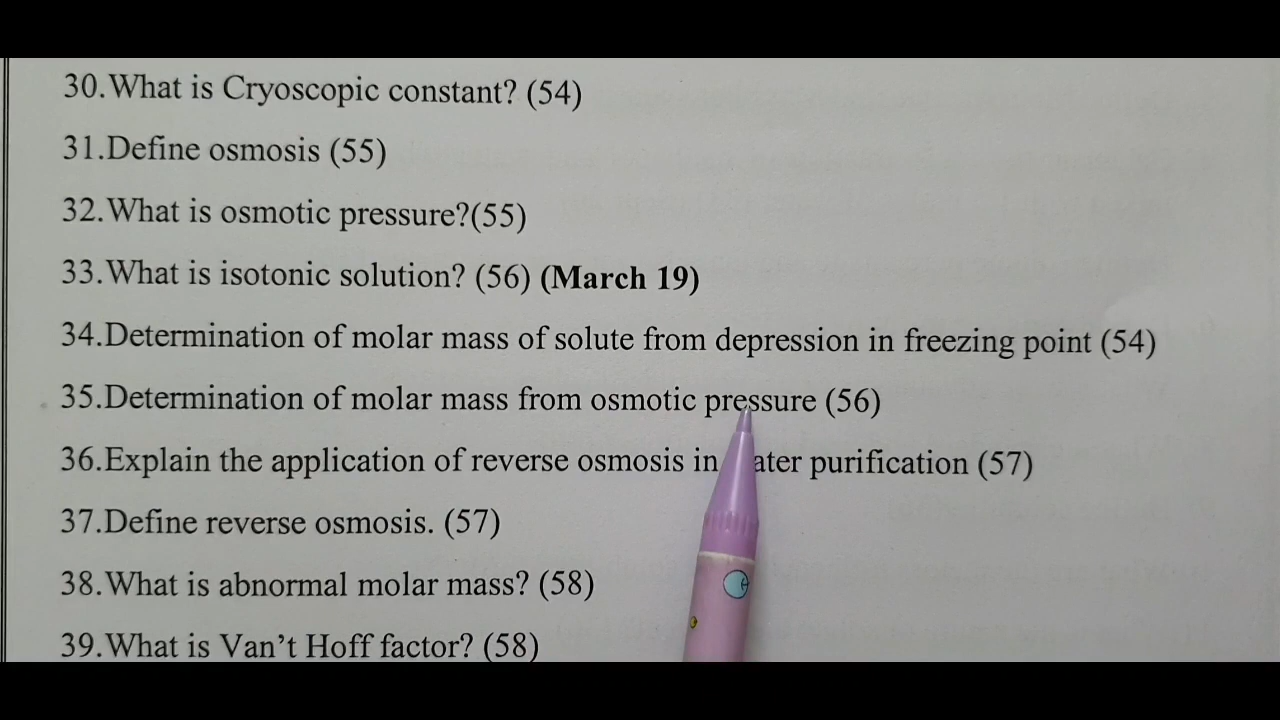 30.What is Cryoscopic constant? (54)
31.Define osmosis (55)
32.What is osmotic pressure?(55)
33.What is isotonic solution? (56) (March 19)
34.Determination of molar mass of solute from depression in freezing point (54)
35.Determination of molar mass from osmotic pressure (56)
36.Explain the application of reverse osmosis in purification (57)
37.Define reverse osmosis. (57)
38.What is abnormal molar mass? (58)
39.What is Van’t Hoff factor? (58)